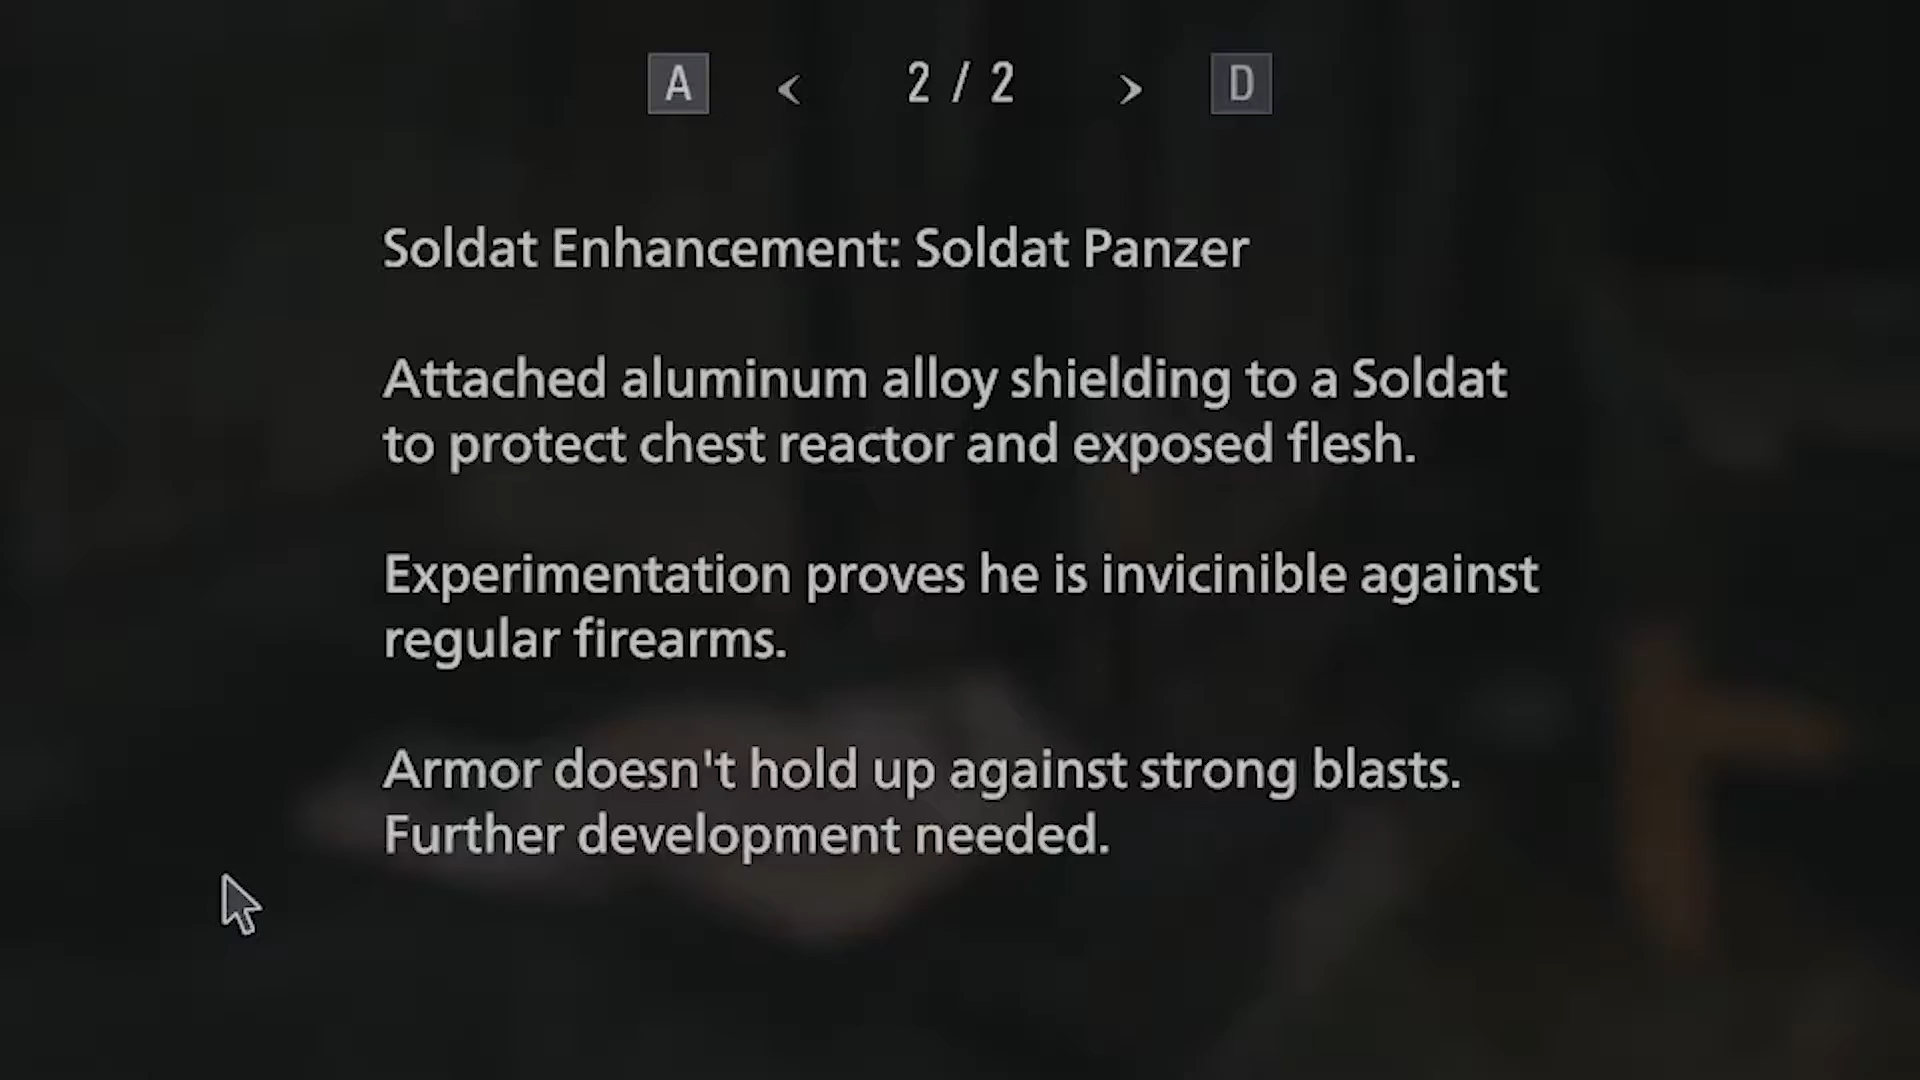 A < 2 / 2 > D
Soldat Enhancement: Soldat Panzer
Attached aluminum alloy shielding to a Soldat
to protect chest reactor and exposed flesh.
Experimentation proves he is invicinible against
regular firearms.
Armor doesn't hold up against strong blasts.
Further development needed.